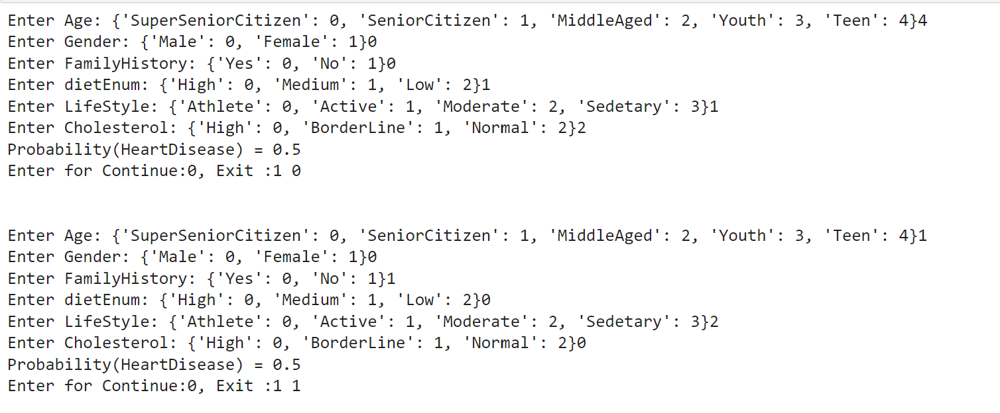 Enter Age: {'SuperSeniorCitizen': 0, 'SeniorCitizen': 1, 'MiddleAged': 2, 'Youth': 3, 'Teen': 4}4
Enter Gender: {'Male': 0, 'Female': 1}0
Enter FamilyHistory: {'Yes': 0, 'No': 1}0
Enter dietEnum: {'High': 0, 'Medium': 1, 'Low': 2}1
Enter LifeStyle: {'Athlete': 0, 'Active': 1, 'Moderate': 2, 'Sedetary': 3}1
Enter Cholesterol: {'High': 0, 'BorderLine': 1, 'Normal': 2}2
Probability(HeartDisease) = 0.5
Enter for Continue:0, Exit :1 0
Enter Age: {'SuperSeniorCitizen': 0, 'SeniorCitizen': 1, 'MiddleAged': 2, 'Youth': 3, 'Teen': 4}1
Enter Gender: {'Male': 0, 'Female': 1}0
Enter FamilyHistory: {'Yes': 0, 'No': 1}1
Enter dietEnum: {'High': 0, 'Medium': 1, 'Low': 2}0
Enter LifeStyle: {'Athlete': 0, 'Active': 1, 'Moderate': 2, 'Sedetary': 3}2
Enter Cholesterol: {'High': 0, 'BorderLine': 1, 'Normal': 2}0
Probability(HeartDisease) = 0.5
Enter for Continue:0, Exit :1 1